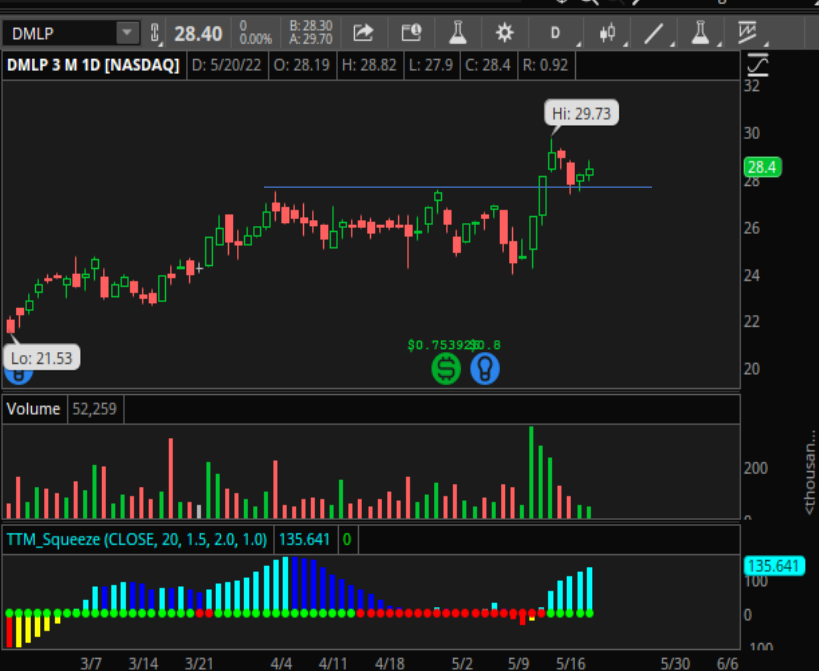 DMLP 28.40 0 0.00% B: 28.30 A: 29.70 D
DMLP 3 M 1D [NASDAQ] D: 5/20/22 O: 28.19 H: 28.82 L: 27.9 C: 28.4 R: 0.92
32
Hi: 29.73
30
28.4
28
26
24
22
Lo: 21.53
$0.8
20
Volume 52,259
200
<thousan...
0
TTM_Squeeze (CLOSE, 20, 1.5, 2.0, 1.0) 135.641 0
135.641
100
0
100
3/7 3/14 3/21 4/4 4/11 4/18 5/2 5/9 5/16 5/30 6/6